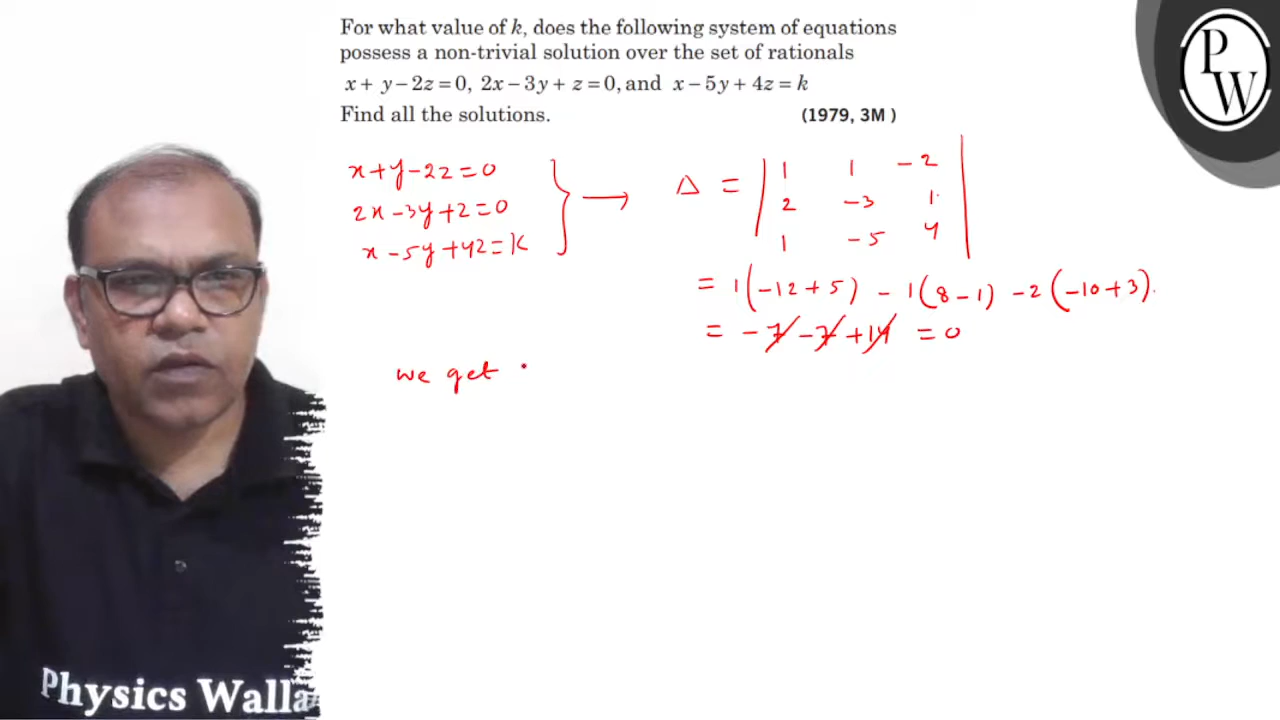 For what value of k, does the following system of equations
possess a non-trivial solution over the set of rationals
x + y − 2z = 0, 2x − 3y + z = 0, and x − 5y + 4z = k
Find all the solutions. (1979, 3M )
PW
x+y−2z=0
2x−3y+z=0
x−5y+4z=k
→ Δ = | 1 1 −2
2 −3 1
1 −5 4 |
= 1(−12+5) − 1(8−1) −2(−10+3).
= −7−7+14 = 0
we get
Physics Walla